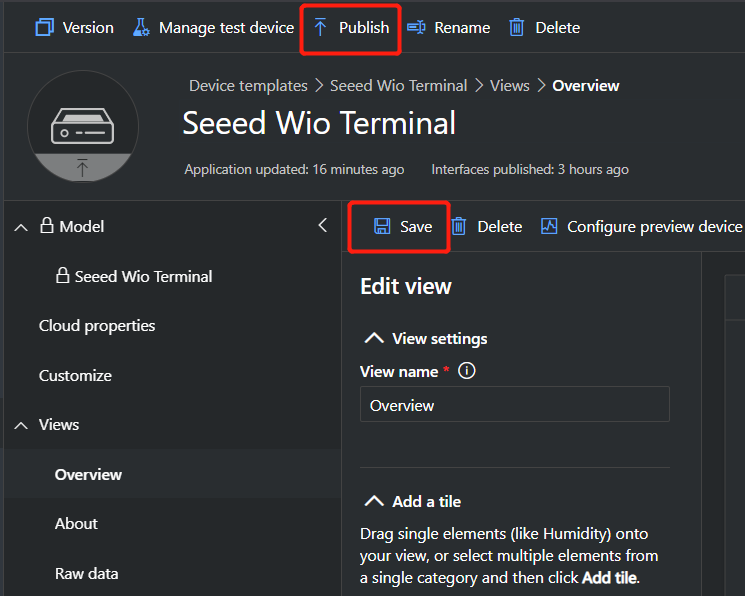 Version Manage test device Publish Rename Delete
Device templates > Seeed Wio Terminal > Views > Overview
Seeed Wio Terminal
Application updated: 16 minutes ago Interfaces published: 3 hours ago
Model
Save Delete Configure preview device
Seeed Wio Terminal
Edit view
Cloud properties
View settings
Customize
View name * 
Overview
Views
Overview
About
Add a tile
Drag single elements (like Humidity) onto
your view, or select multiple elements from
a single category and then click Add tile.
Raw data